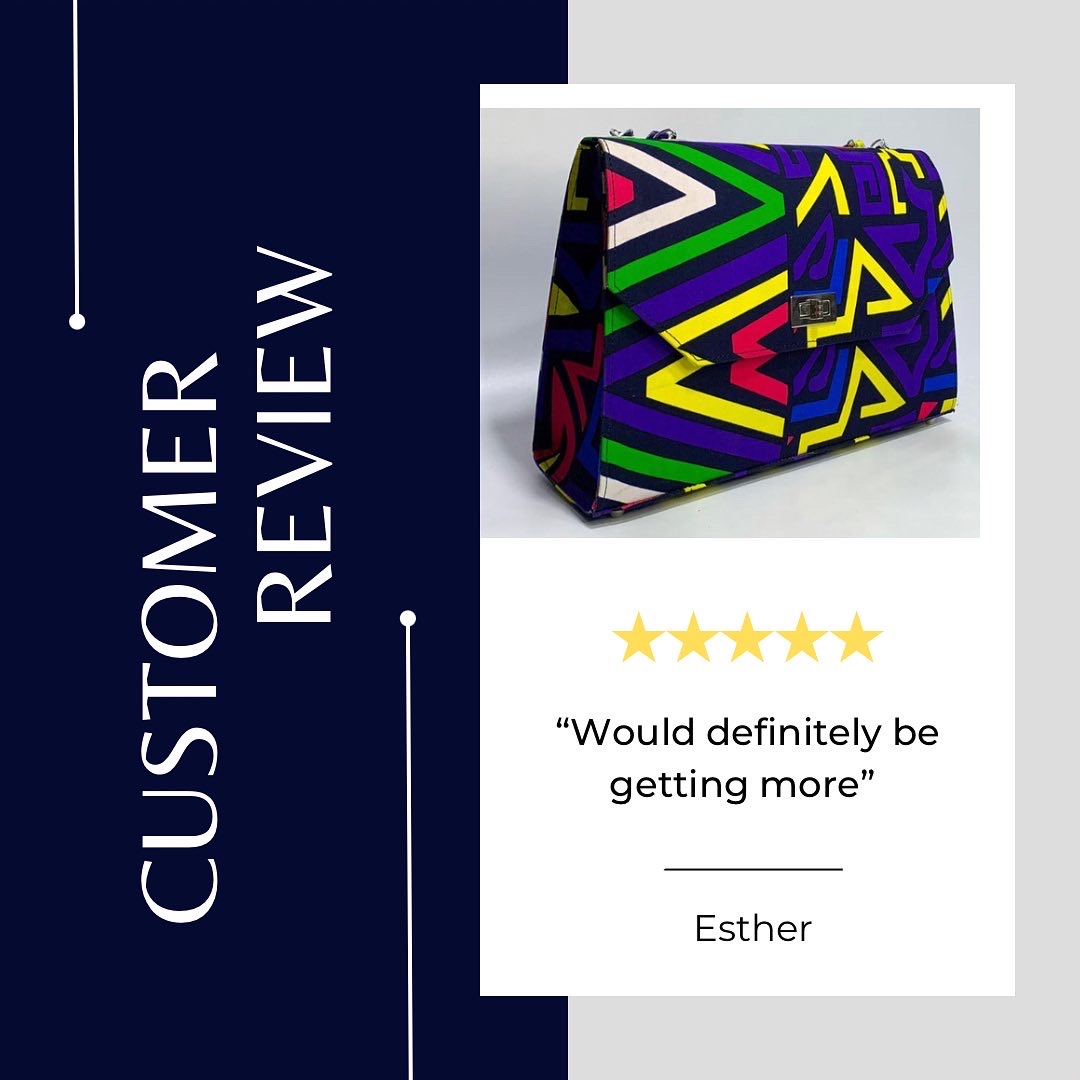 CUSTOMER
REVIEW
“Would definitely be
getting more”
Esther